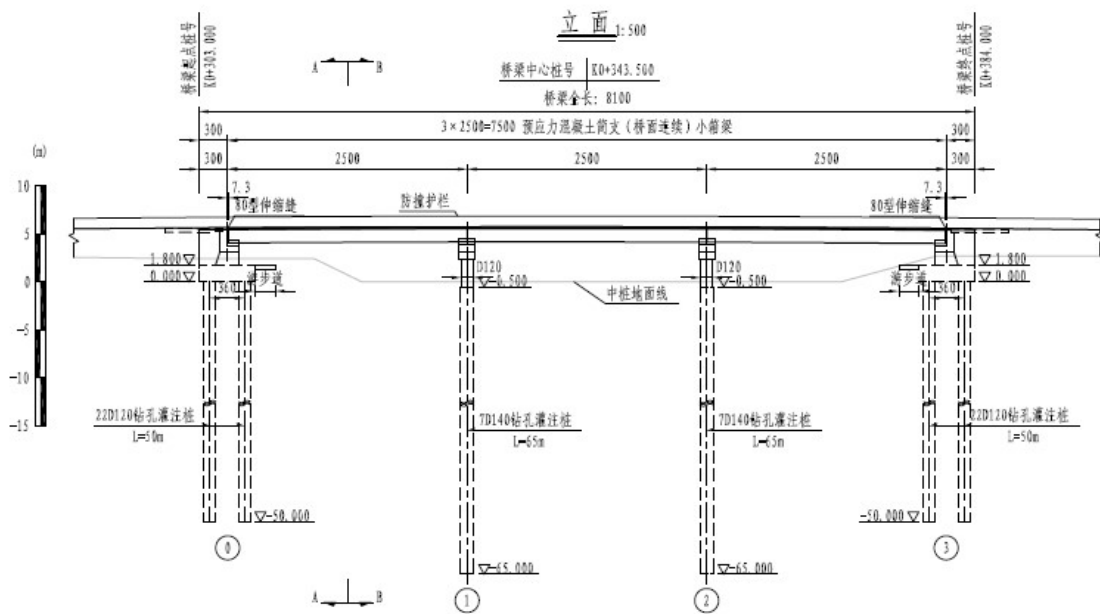 立面 1:500
桥梁起点桩号
K0+303.000
桥梁终点桩号
K0+384.000
A B
桥梁中心桩号 K0+343.500
桥梁全长: 8100
3×2500=7500 预应力混凝土简支（桥面连续）小箱梁
300 300
300 2500 2500 2500 300
(m)
10
5
0
-5
-10
-15
7.3 7.3
80型伸缩缝 防撞护栏 80型伸缩缝
1.800 D120 D120 1.800
0.000 -0.500 -0.500 0.000
游步道 游步道
360 360
中桩地面线
22D120钻孔灌注桩 7D140钻孔灌注桩 7D140钻孔灌注桩 22D120钻孔灌注桩
L=50m L=65m L=65m L=50m
-50.000 -50.000
0 3
-65.000 -65.000
1 2
A B